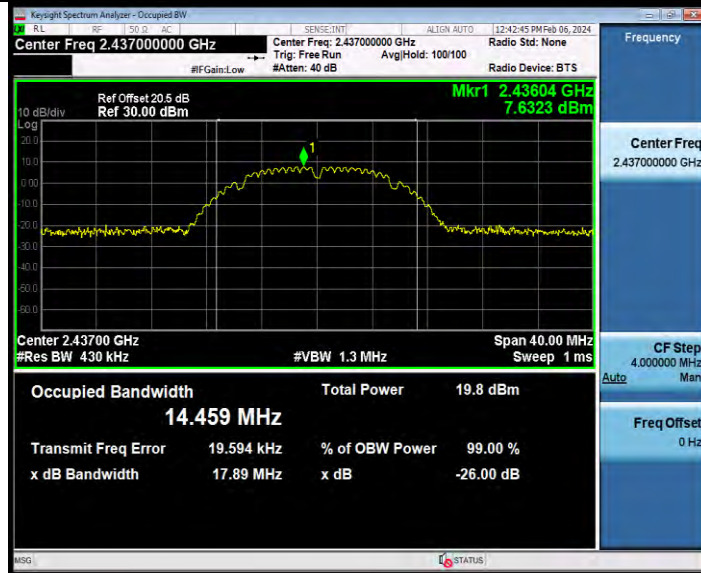 Keysight Spectrum Analyzer - Occupied BW
RL RF 50 Ω AC SENSE:INT ALIGN AUTO 12:42:45 PM Feb 06, 2024
Center Freq 2.437000000 GHz
Center Freq: 2.437000000 GHz Radio Std: None
Trig: Free Run Avg|Hold: 100/100
#IFGain:Low #Atten: 40 dB Radio Device: BTS
Frequency
Mkr1 2.43604 GHz
7.6323 dBm
Ref Offset 20.5 dB
10 dB/div Ref 30.00 dBm
Log
20.0
10.0
0.00
-10.0
-20.0
-30.0
-40.0
-50.0
-60.0
1
Center 2.43700 GHz Span 40.00 MHz
#Res BW 430 kHz #VBW 1.3 MHz Sweep 1 ms
Occupied Bandwidth Total Power 19.8 dBm
14.459 MHz
Transmit Freq Error 19.594 kHz % of OBW Power 99.00 %
x dB Bandwidth 17.89 MHz x dB -26.00 dB
Center Freq
2.437000000 GHz
CF Step
4.000000 MHz
Auto Man
Freq Offset
0 Hz
MSG STATUS